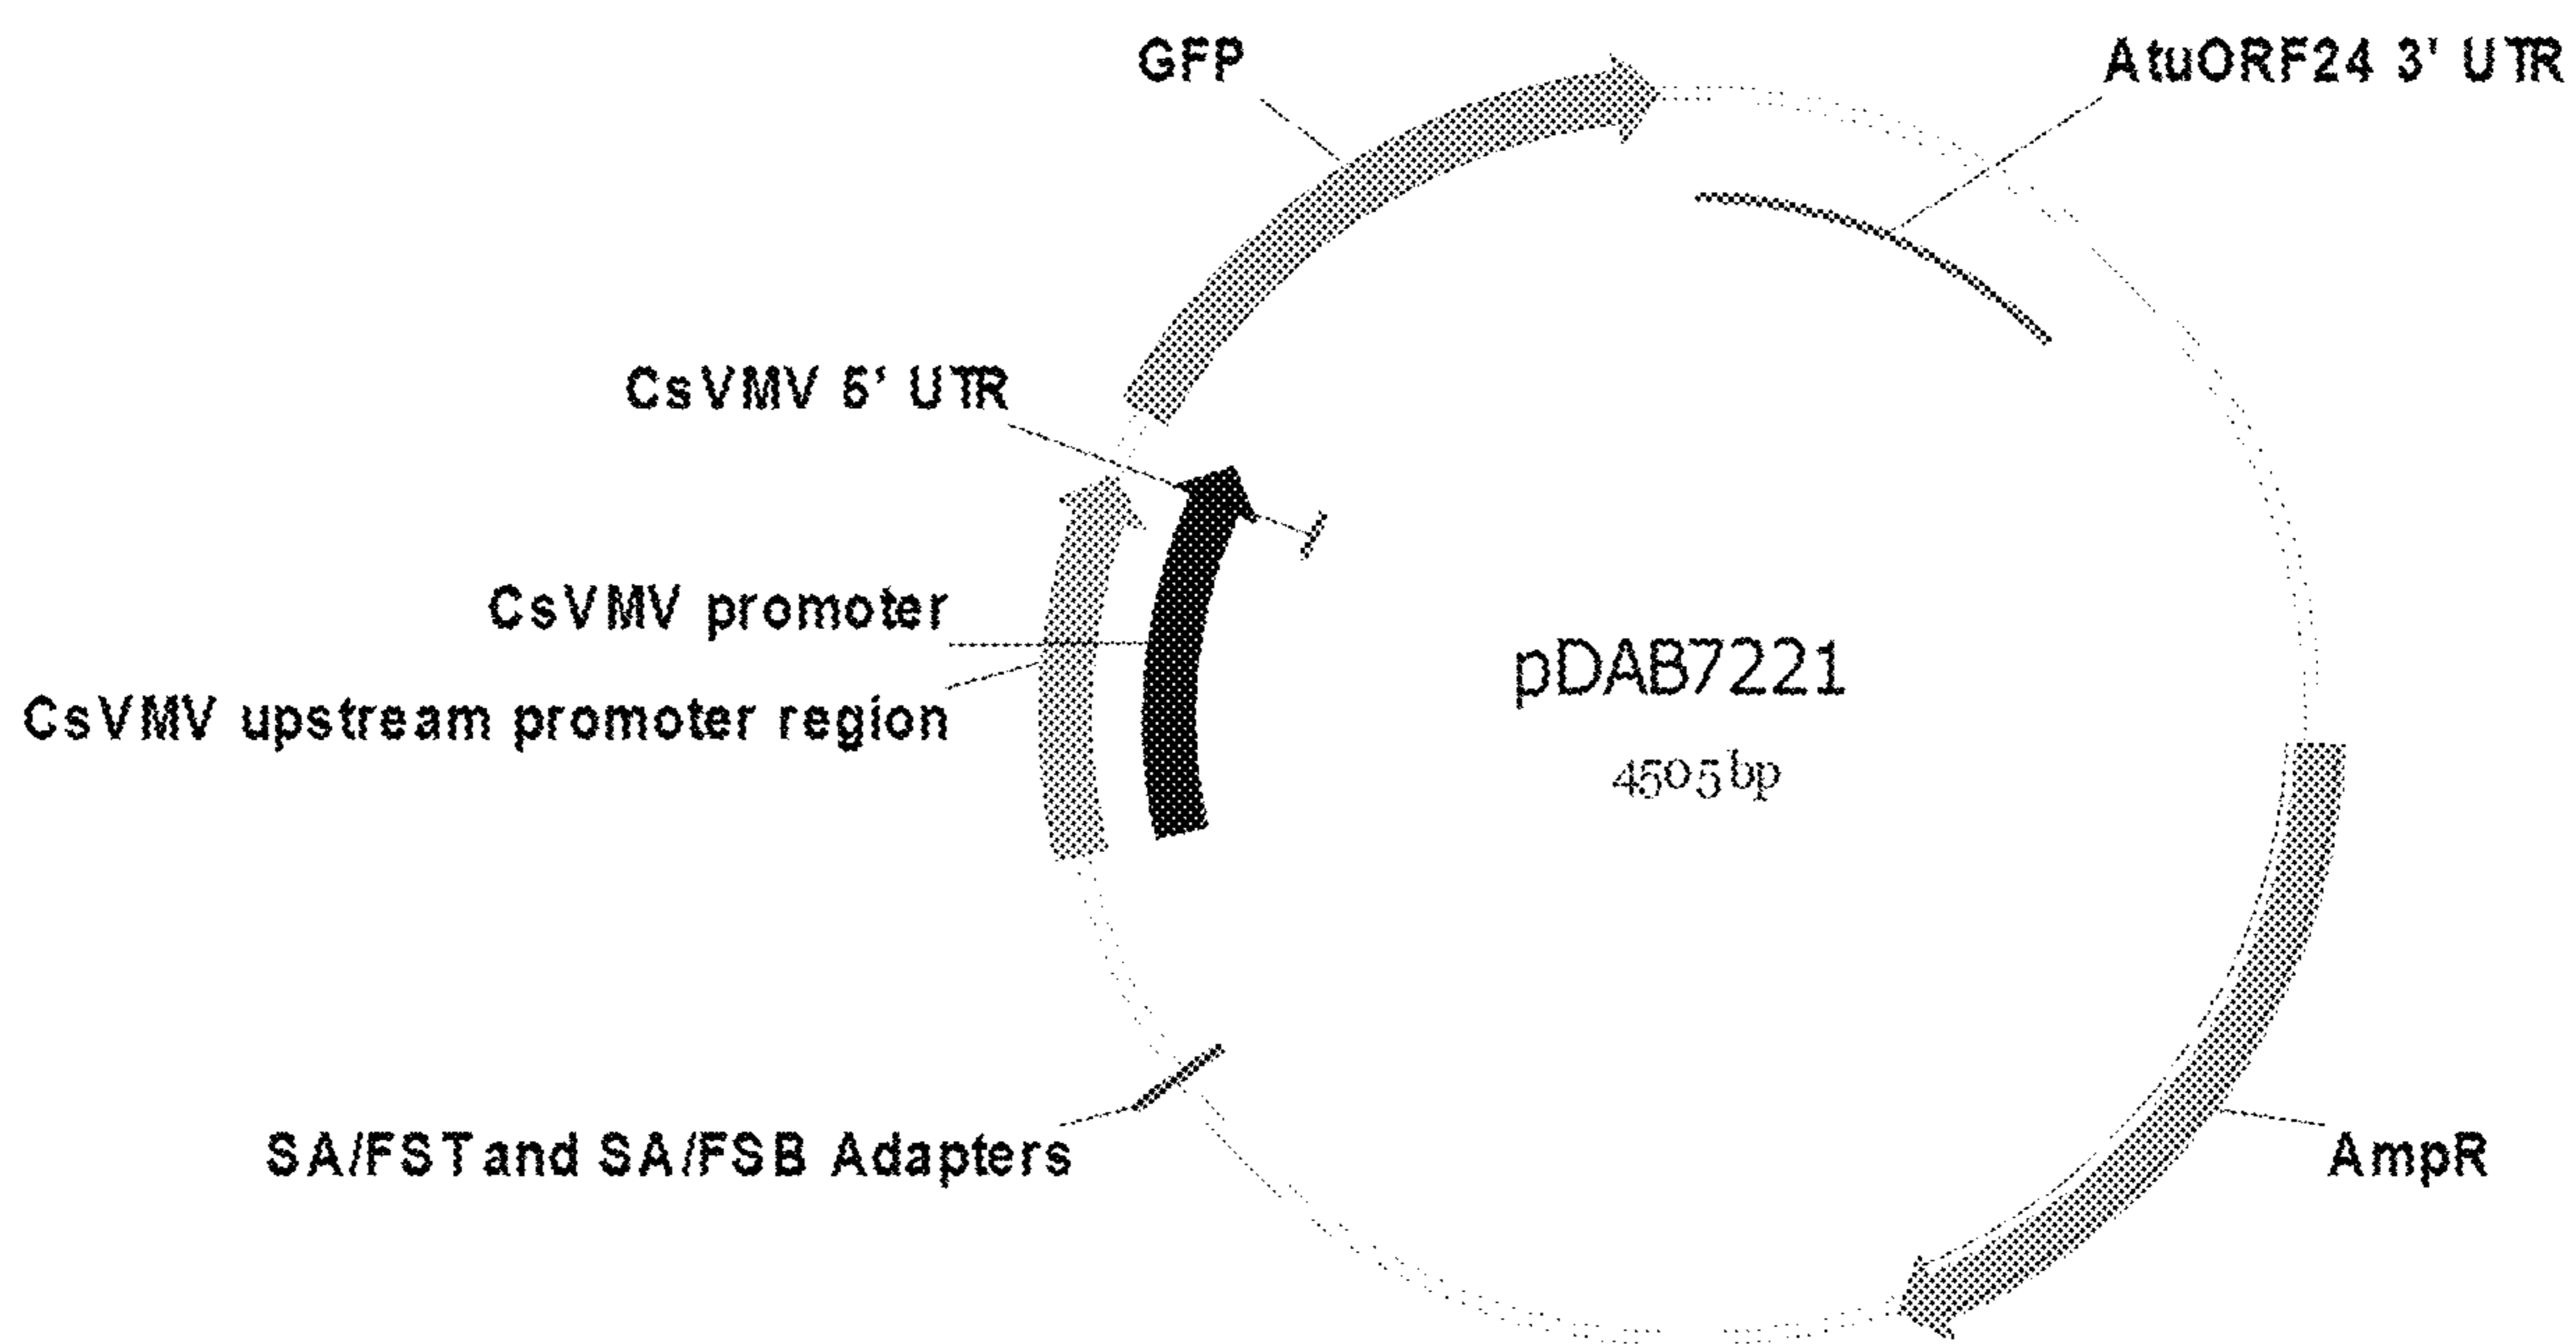 GFP
AtuORF24 3' UTR
CsVMV 5' UTR
CsVMV promoter
CsVMV upstream promoter region
pDAB7221
4505 bp
SA/FST and SA/FSB Adapters
AmpR